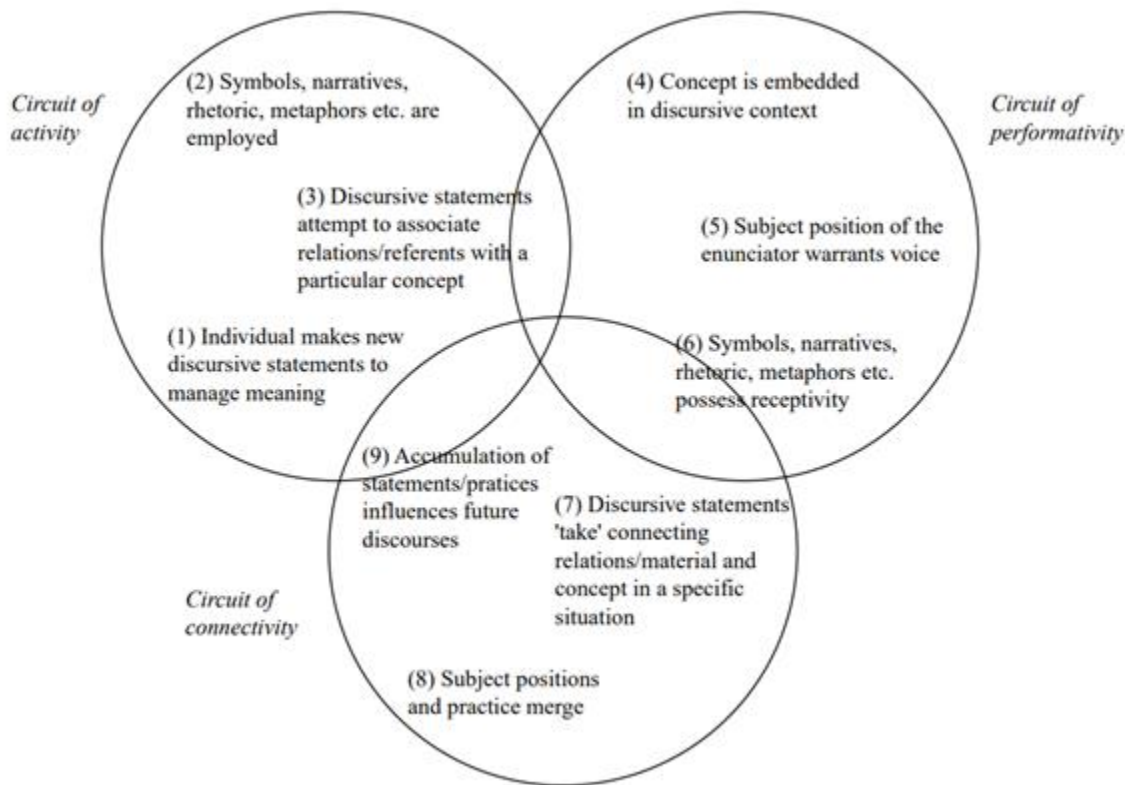 Circuit of
activity
(2) Symbols, narratives,
rhetoric, metaphors etc. are
employed
(3) Discursive statements
attempt to associate
relations/referents with a
particular concept
(1) Individual makes new
discursive statements to
manage meaning
(4) Concept is embedded
in discursive context
Circuit of
performativity
(5) Subject position of the
enunciator warrants voice
(6) Symbols, narratives,
rhetoric, metaphors etc.
possess receptivity
(9) Accumulation of
statements/pratices
influences future
discourses
(7) Discursive statements
'take' connecting
relations/material and
concept in a specific
situation
Circuit of
connectivity
(8) Subject positions
and practice merge